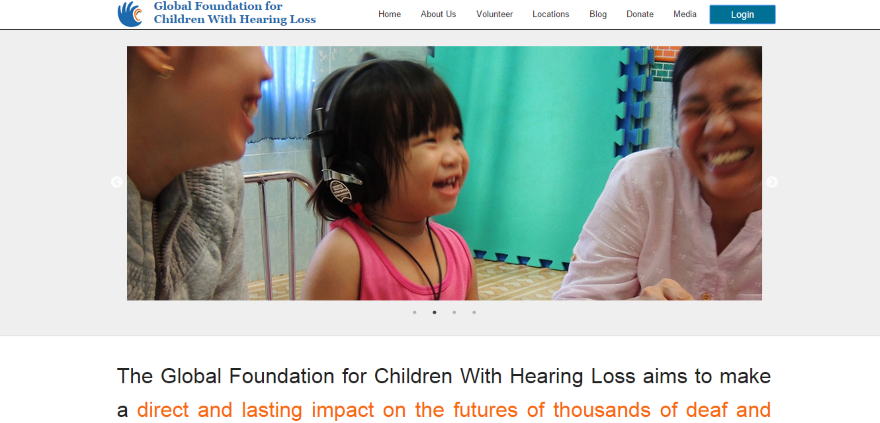 Global Foundation for
Children With Hearing Loss
Home About Us Volunteer Locations Blog Donate Media Login
The Global Foundation for Children With Hearing Loss aims to make
a direct and lasting impact on the futures of thousands of deaf and